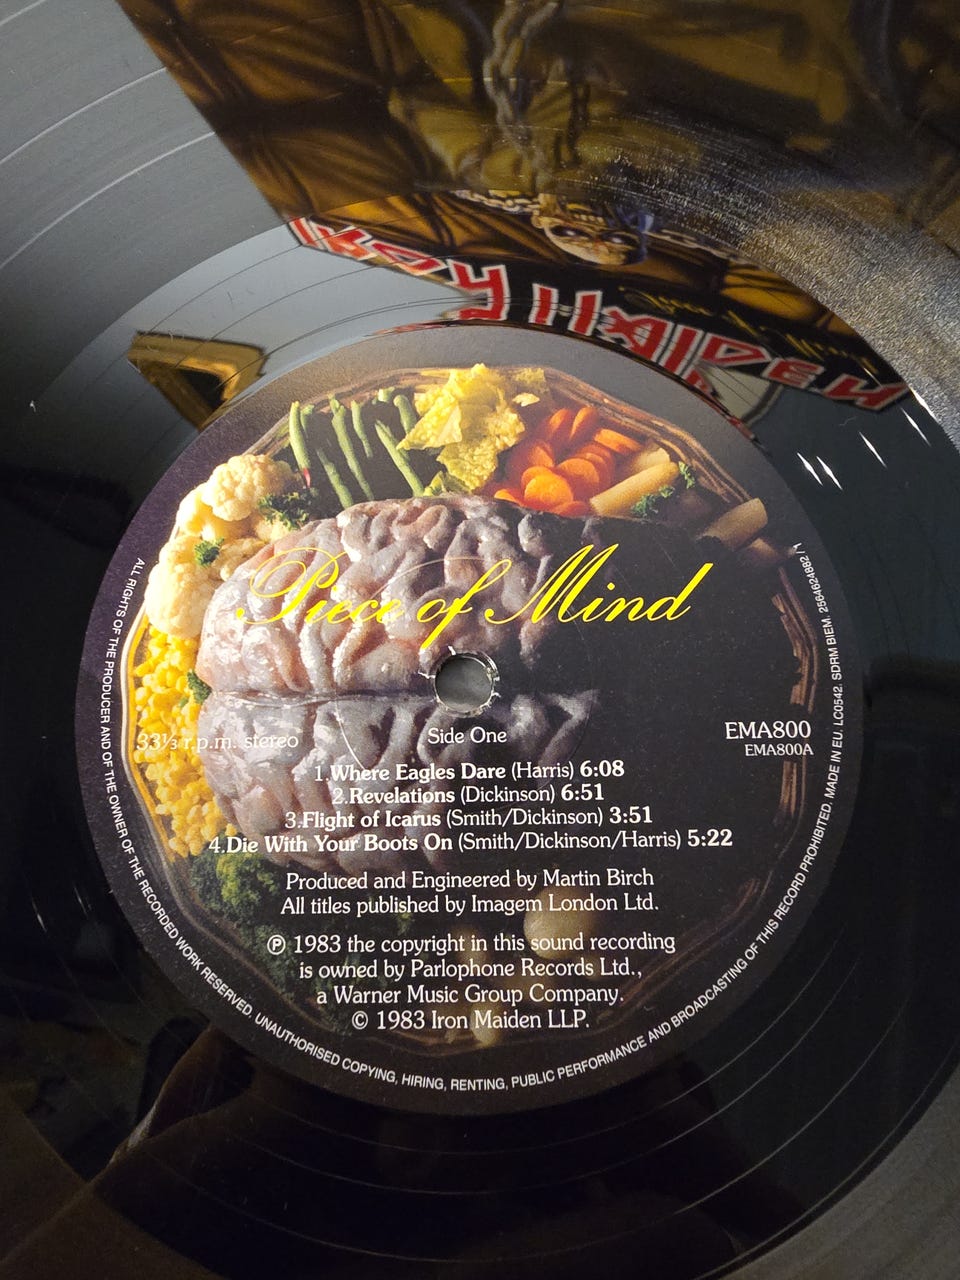 IRON MAIDEN
Piece of Mind
33⅓ r.p.m. stereo
Side One
EMA800
EMA800A
1.Where Eagles Dare (Harris) 6:08
2.Revelations (Dickinson) 6:51
3.Flight of Icarus (Smith/Dickinson) 3:51
4.Die With Your Boots On (Smith/Dickinson/Harris) 5:22
Produced and Engineered by Martin Birch
All titles published by Imagem London Ltd.
℗ 1983 the copyright in this sound recording
is owned by Parlophone Records Ltd.,
a Warner Music Group Company.
© 1983 Iron Maiden LLP.
ALL RIGHTS OF THE PRODUCER AND OF THE OWNER OF THE RECORDED WORK RESERVED. UNAUTHORISED COPYING, HIRING, RENTING, PUBLIC PERFORMANCE AND BROADCASTING OF THIS RECORD PROHIBITED. MADE IN EU. LC0542. SDRM BIEM. 2564624882